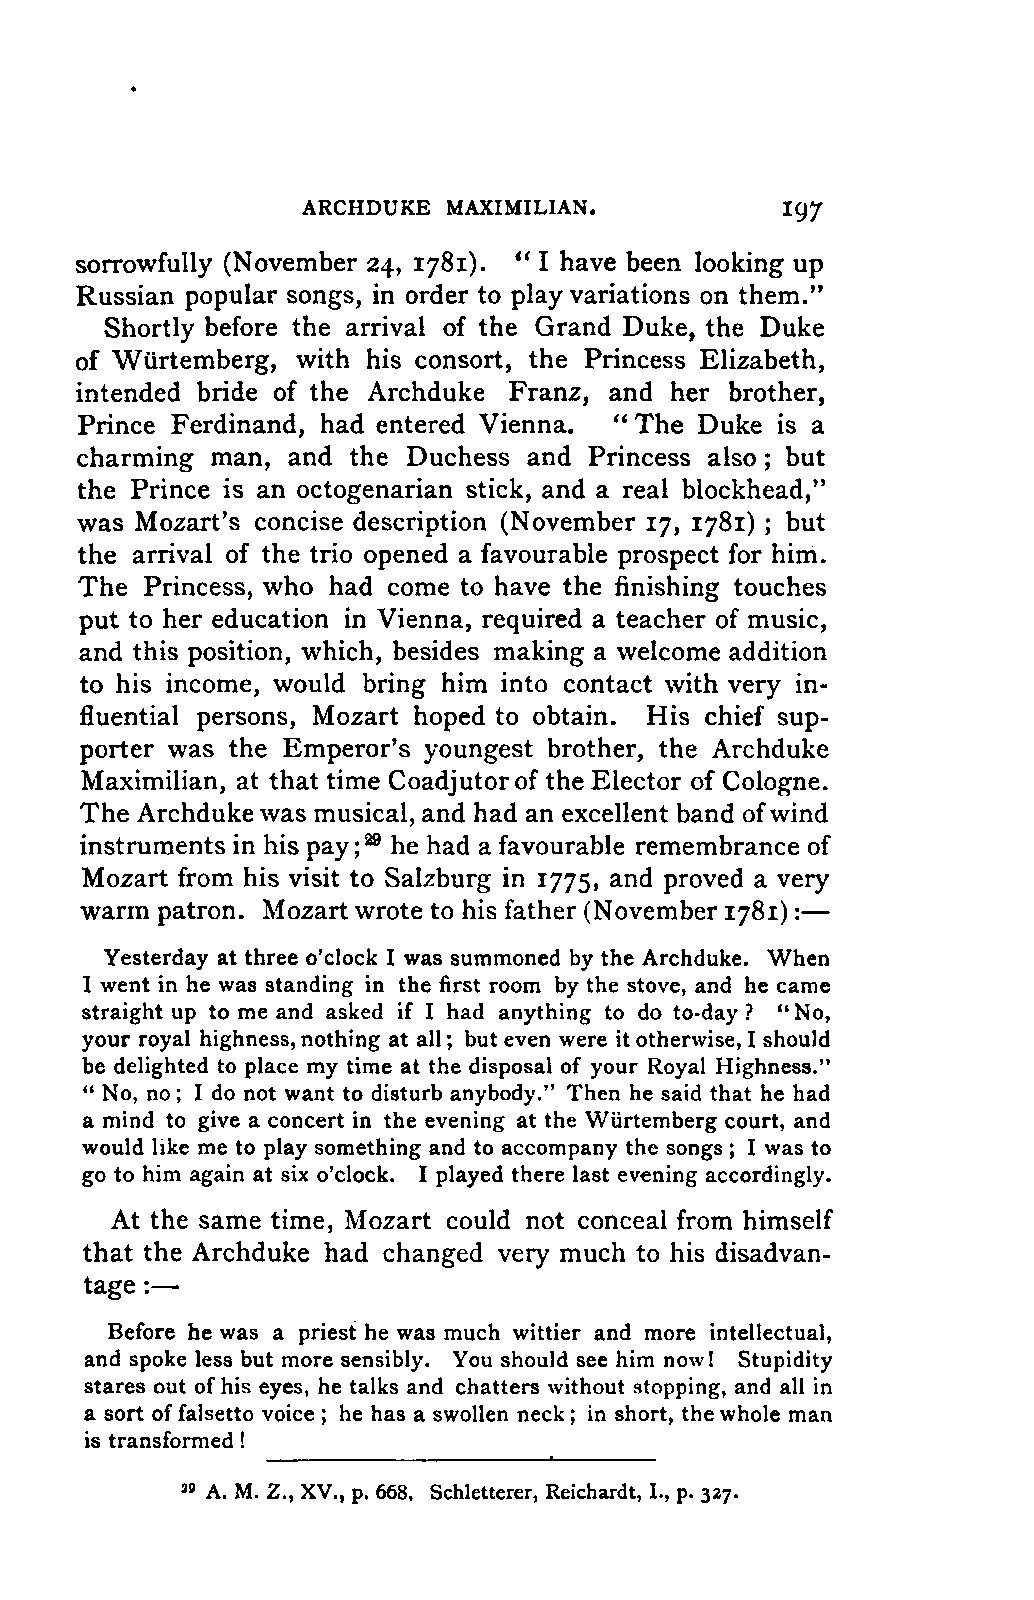 ARCHDUKE MAXIMILIAN. 197
sorrowfully (November 24, 1781). “ I have been looking up
Russian popular songs, in order to play variations on them.”
Shortly before the arrival of the Grand Duke, the Duke
of Würtemberg, with his consort, the Princess Elizabeth,
intended bride of the Archduke Franz, and her brother,
Prince Ferdinand, had entered Vienna. “ The Duke is a
charming man, and the Duchess and Princess also ; but
the Prince is an octogenarian stick, and a real blockhead,”
was Mozart’s concise description (November 17, 1781) ; but
the arrival of the trio opened a favourable prospect for him.
The Princess, who had come to have the finishing touches
put to her education in Vienna, required a teacher of music,
and this position, which, besides making a welcome addition
to his income, would bring him into contact with very in-
fluential persons, Mozart hoped to obtain. His chief sup-
porter was the Emperor’s youngest brother, the Archduke
Maximilian, at that time Coadjutor of the Elector of Cologne.
The Archduke was musical, and had an excellent band of wind
instruments in his pay ;²⁹ he had a favourable remembrance of
Mozart from his visit to Salzburg in 1775, and proved a very
warm patron. Mozart wrote to his father (November 1781) :—
Yesterday at three o’clock I was summoned by the Archduke. When
I went in he was standing in the first room by the stove, and he came
straight up to me and asked if I had anything to do to-day ? “ No,
your royal highness, nothing at all ; but even were it otherwise, I should
be delighted to place my time at the disposal of your Royal Highness.”
“ No, no ; I do not want to disturb anybody.” Then he said that he had
a mind to give a concert in the evening at the Würtemberg court, and
would like me to play something and to accompany the songs ; I was to
go to him again at six o’clock. I played there last evening accordingly.
At the same time, Mozart could not conceal from himself
that the Archduke had changed very much to his disadvan-
tage :—
Before he was a priest he was much wittier and more intellectual,
and spoke less but more sensibly. You should see him now ! Stupidity
stares out of his eyes, he talks and chatters without stopping, and all in
a sort of falsetto voice ; he has a swollen neck ; in short, the whole man
is transformed !
²⁹ A. M. Z., XV., p. 668, Schletterer, Reichardt, I., p. 327.